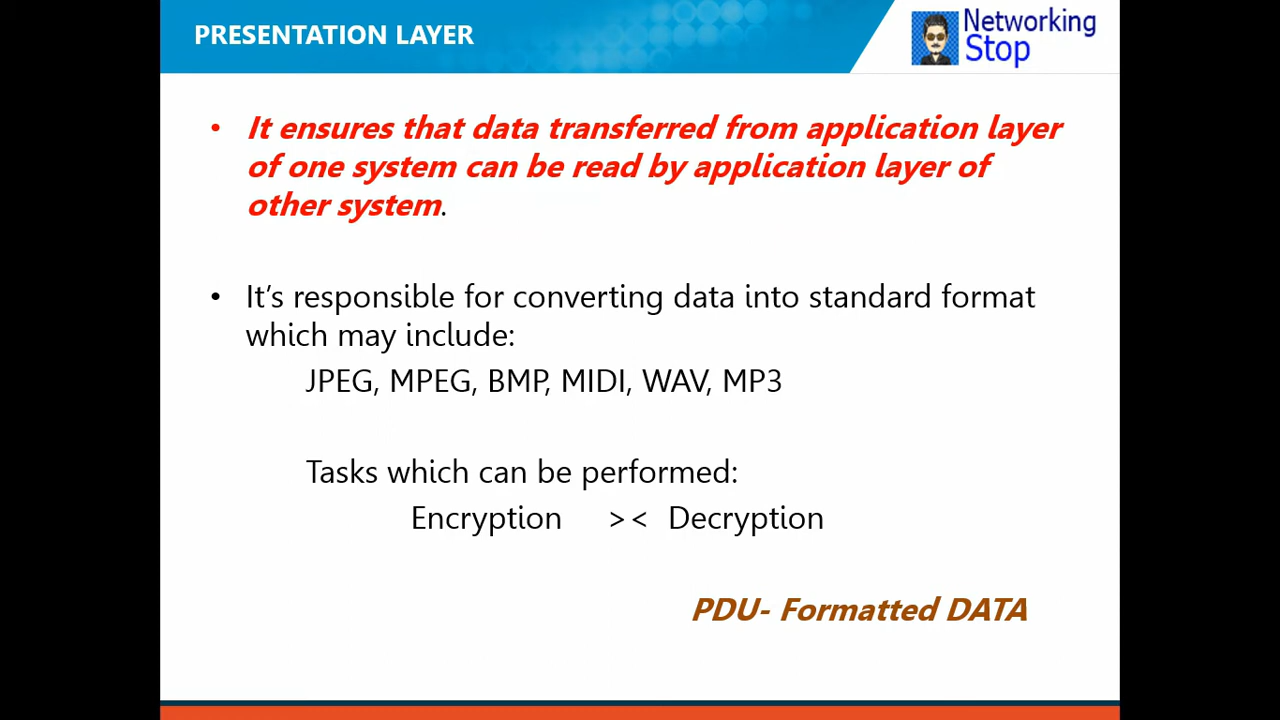 PRESENTATION LAYER
Networking
Stop
• It ensures that data transferred from application layer
of one system can be read by application layer of
other system.
• It’s responsible for converting data into standard format
which may include:
JPEG, MPEG, BMP, MIDI, WAV, MP3
Tasks which can be performed:
Encryption >< Decryption
PDU- Formatted DATA